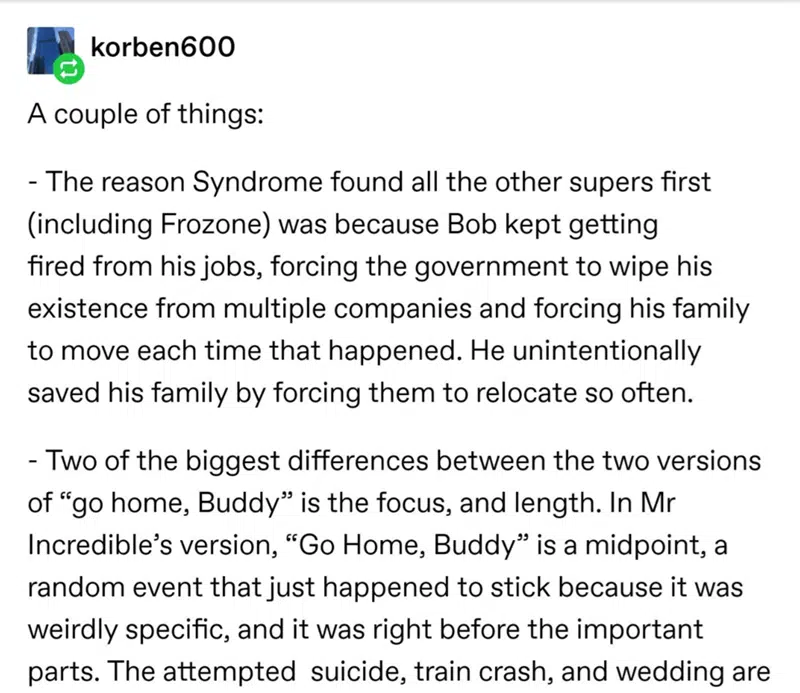 korben600
A couple of things:
- The reason Syndrome found all the other supers first
(including Frozone) was because Bob kept getting
fired from his jobs, forcing the government to wipe his
existence from multiple companies and forcing his family
to move each time that happened. He unintentionally
saved his family by forcing them to relocate so often.
- Two of the biggest differences between the two versions
of “go home, Buddy” is the focus, and length. In Mr
Incredible’s version, “Go Home, Buddy” is a midpoint, a
random event that just happened to stick because it was
weirdly specific, and it was right before the important
parts. The attempted  suicide, train crash, and wedding are